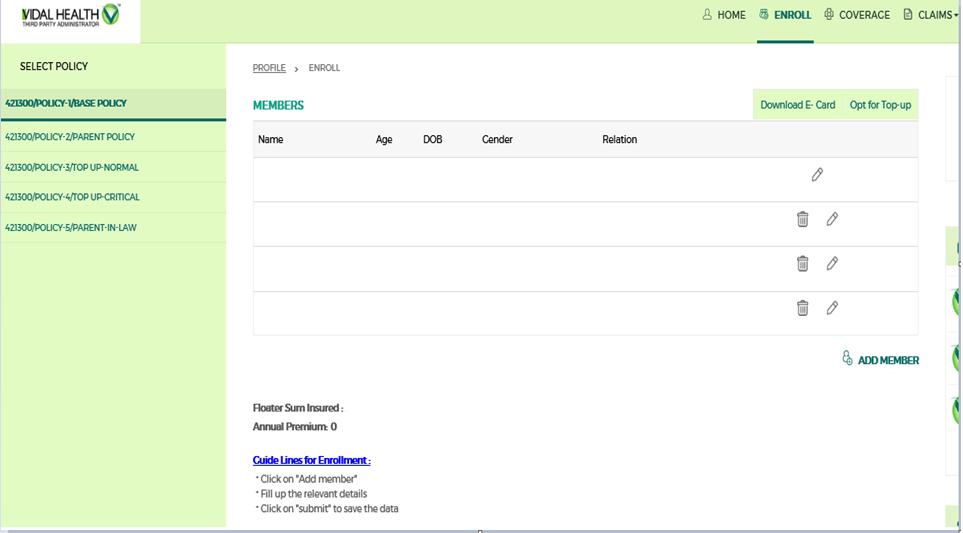 VIDAL HEALTH
THIRD PARTY ADMINISTRATOR
HOME
ENROLL
COVERAGE
CLAIMS
SELECT POLICY
421300/POLICY-1/BASE POLICY
421300/POLICY-2/PARENT POLICY
421300/POLICY-3/TOP UP-NORMAL
421300/POLICY-4/TOP UP-CRITICAL
421300/POLICY-5/PARENT-IN-LAW
PROFILE > ENROLL
MEMBERS
Download E- Card
Opt for Top-up
Name Age DOB Gender Relation
ADD MEMBER
Floater Sum Insured :
Annual Premium: 0
Guide Lines for Enrollment :
* Click on "Add member"
* Fill up the relevant details
* Click on "submit" to save the data